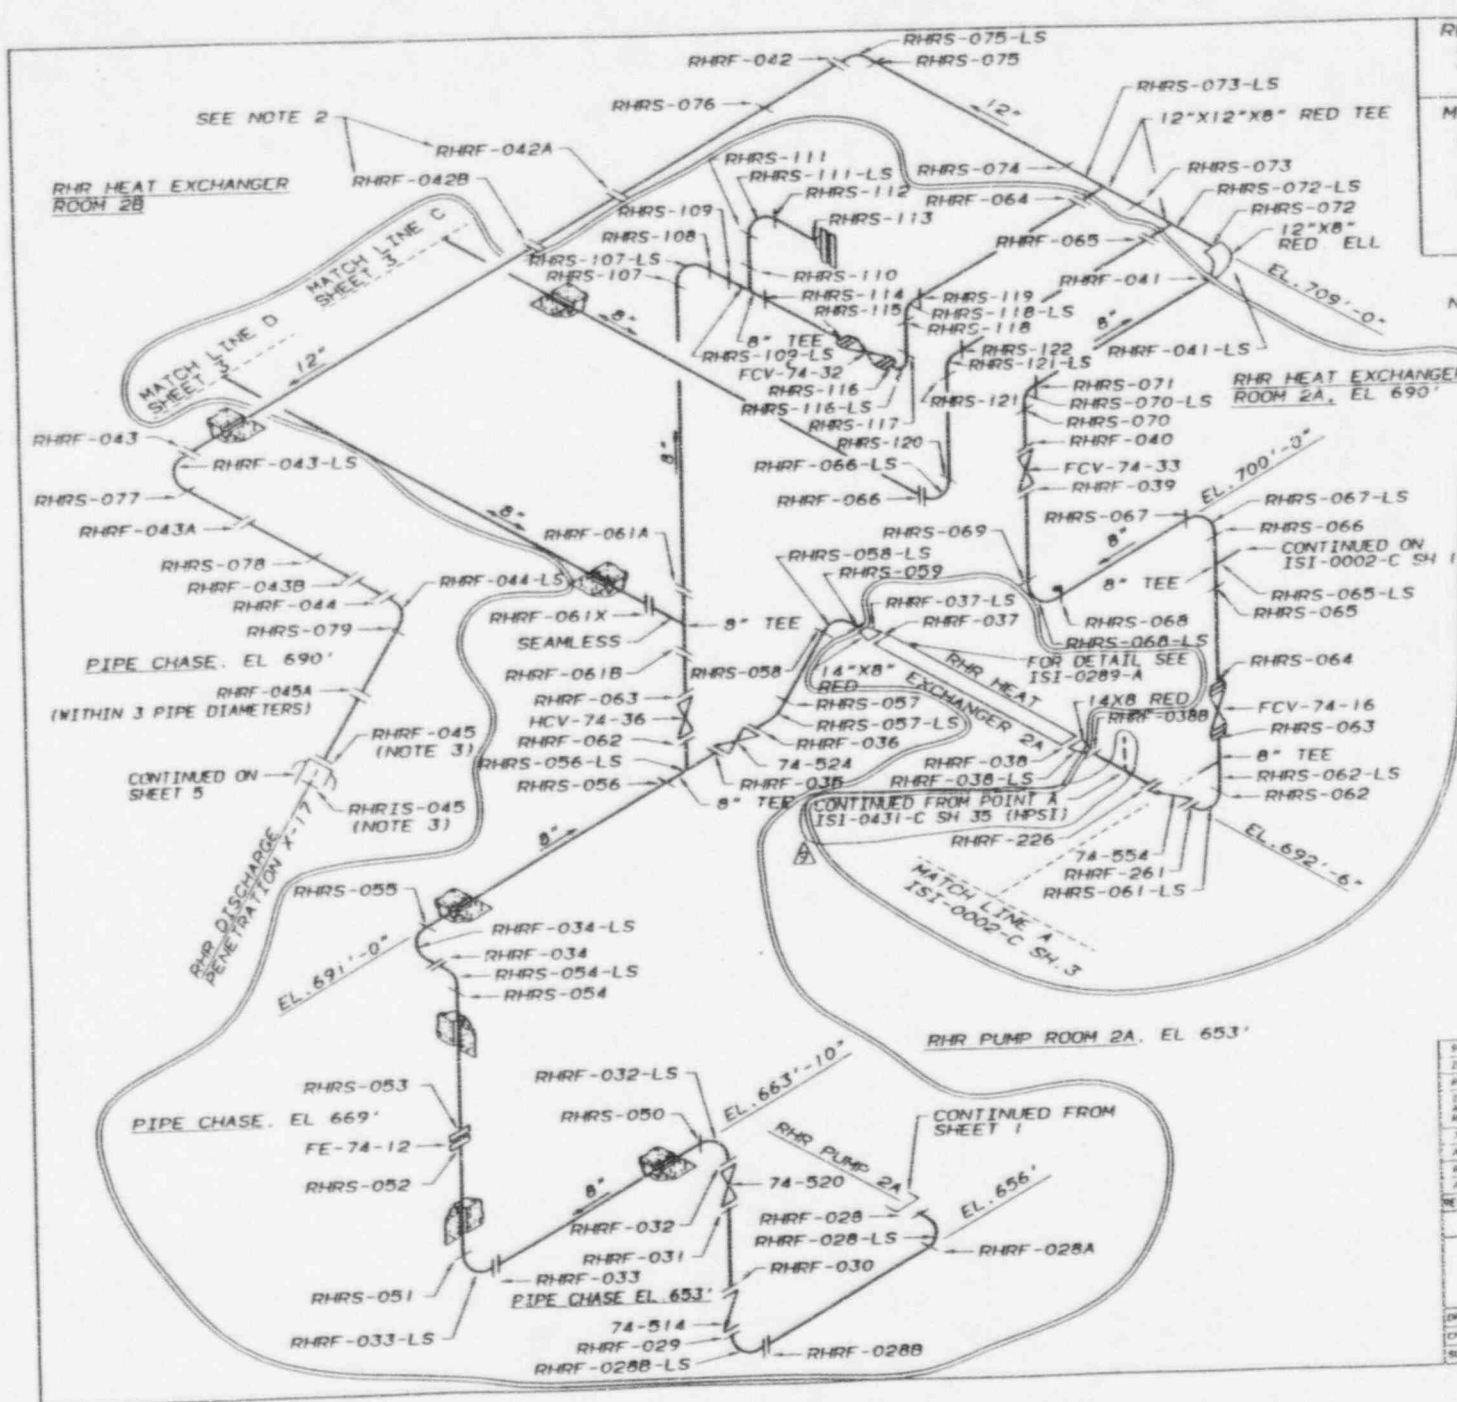 RHRS-075-LS
RHRF-042
RHRS-075
RHRS-076
RHRS-073-LS
12"
12"X12"X8" RED TEE
SEE NOTE 2
RHRF-042A
RHRS-111
RHRS-111-LS
RHRS-112
RHRS-074
RHRS-073
RHR HEAT EXCHANGER
ROOM 2B
RHRF-042B
RHRS-109
RHRS-113
RHRF-064
RHRS-072-LS
RHRS-072
RHRS-108
RHRF-065
12"X8"
RED ELL
MATCH LINE C
SHEET 3
RHRS-107-LS
RHRS-107
RHRS-110
RHRF-041
EL.709'-0"
RHRS-114
RHRS-115
RHRS-119
RHRS-118-LS
RHRS-118
8"
8"
MATCH LINE D
SHEET 3
12"
8" TEE
RHRS-109-LS
FCV-74-32
RHRS-122
RHRS-121-LS
RHRF-041-LS
RHRS-116
RHRS-116-LS
RHRS-121
RHRS-071
RHRS-070-LS
RHRS-070
RHR HEAT EXCHANGER
ROOM 2A, EL 690'
RHRS-117
RHRS-120
RHRF-040
RHRF-043
RHRF-043-LS
8"
RHRF-066-LS
RHRF-066
FCV-74-33
RHRF-039
EL.700'-0"
RHRS-077
RHRF-043A
8"
RHRF-061A
RHRS-067
RHRS-067-LS
RHRS-066
RHRS-069
RHRS-058-LS
RHRS-059
8"
CONTINUED ON
ISI-0002-C SH 1
RHRS-078
RHRF-043B
RHRF-044
RHRF-044-LS
RHRS-079
RHRF-061X
SEAMLESS
8" TEE
RHRF-037-LS
RHRF-037
8" TEE
RHRS-065-LS
RHRS-065
RHRS-068
RHRS-068-LS
PIPE CHASE, EL 690'
RHRF-061B
RHRS-058
14"X8"
RED
RHR HEAT
EXCHANGER 2A
FOR DETAIL SEE
ISI-0289-A
RHRS-064
RHRF-045A
(WITHIN 3 PIPE DIAMETERS)
RHRF-063
HCV-74-36
RHRF-062
RHRS-057
RHRS-057-LS
14X8 RED
RHRF-038B
FCV-74-16
RHRS-063
RHRF-045
(NOTE 3)
RHRF-036
74-524
RHRF-035
RHRF-038
RHRF-038-LS
8" TEE
RHRS-062-LS
RHRS-062
CONTINUED ON
SHEET 5
RHRS-056-LS
RHRS-056
8" TEE
CONTINUED FROM POINT A
ISI-0431-C SH 35 (HPSI)
RHRIS-045
(NOTE 3)
8"
RHRF-226
74-554
RHRF-261
RHRS-061-LS
EL.692'-6"
RHR DISCHARGE
PENETRATION X-17
RHRS-055
MATCH LINE A
ISI-0002-C SH.3
RHRF-034-LS
RHRF-034
RHRS-054-LS
RHRS-054
EL.691'-0"
RHR PUMP ROOM 2A, EL 653'
RHRS-053
PIPE CHASE, EL 669'
FE-74-12
RHRS-052
RHRF-032-LS
RHRS-050
EL.663'-10"
CONTINUED FROM
SHEET 1
RHR PUMP 2A
8"
74-520
EL.656'
RHRF-032
RHRF-028
RHRF-028-LS
RHRF-028A
RHRF-031
RHRF-030
RHRF-033
RHRS-051
PIPE CHASE EL.653'
RHRF-033-LS
74-514
RHRF-029
RHRF-028B-LS
RHRF-028B